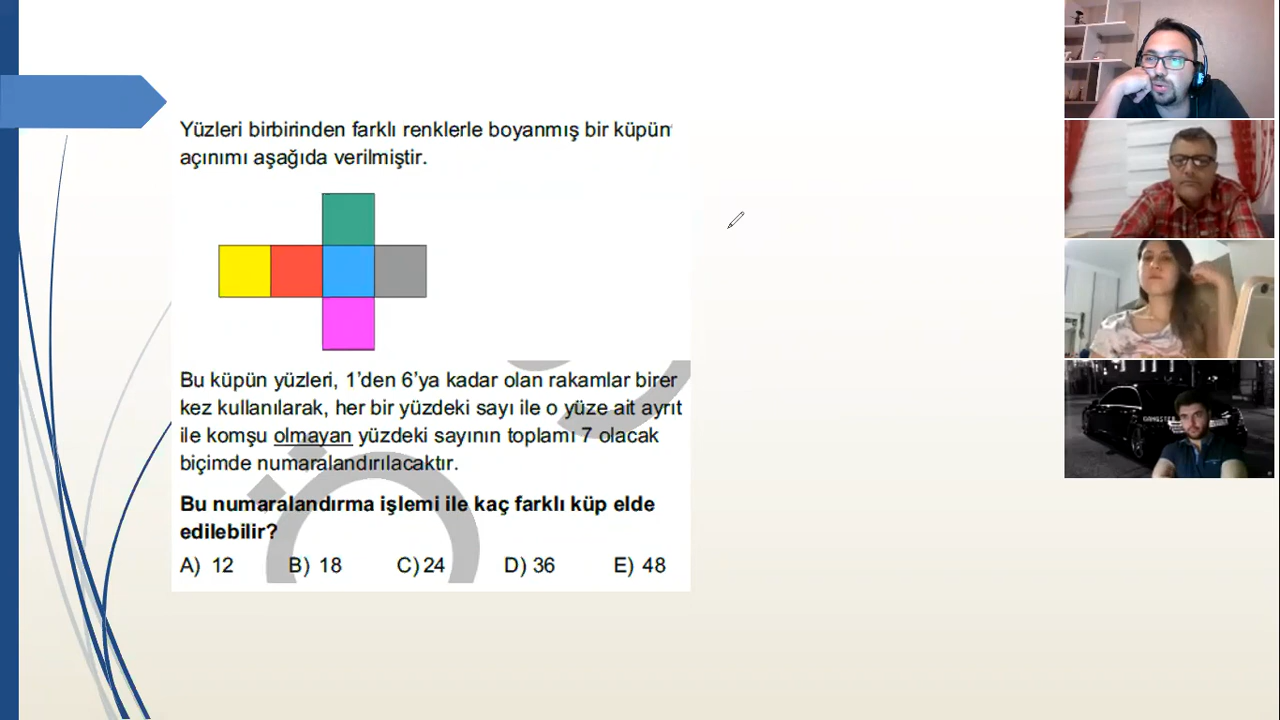 Yüzleri birbirinden farklı renklerle boyanmış bir küpün
açınımı aşağıda verilmiştir.
Bu küpün yüzleri, 1'den 6'ya kadar olan rakamlar birer
kez kullanılarak, her bir yüzdeki sayı ile o yüze ait ayrıt
ile komşu olmayan yüzdeki sayının toplamı 7 olacak
biçimde numaralandırılacaktır.
Bu numaralandırma işlemi ile kaç farklı küp elde
edilebilir?
A) 12 B) 18 C) 24 D) 36 E) 48
GANGSTER